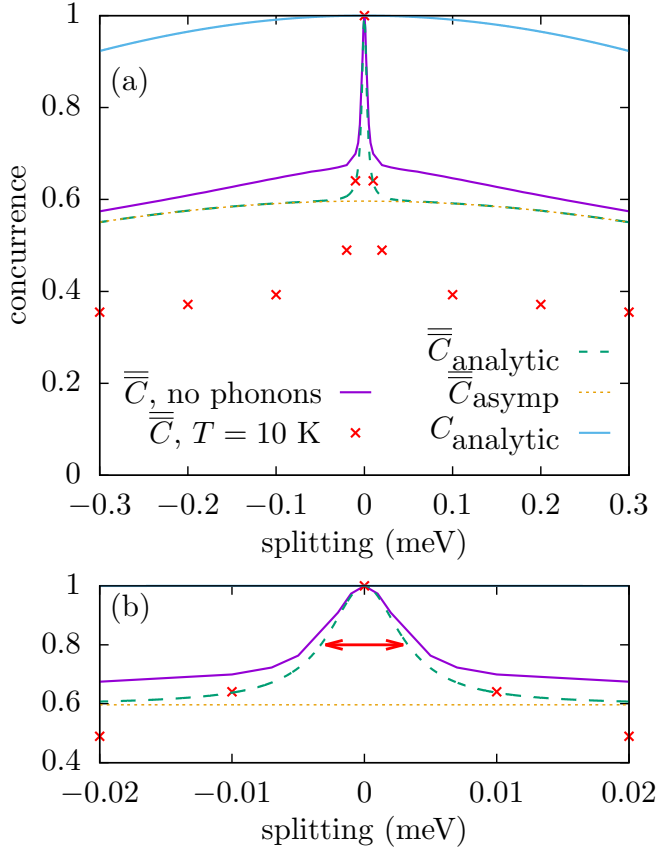 1
(a)
0.8
0.6
concurrence
0.4
C̿analytic
0.2
C̿, no phonons
C̿asymp
C̿, T = 10 K
Canalytic
0
−0.3 −0.2 −0.1 0 0.1 0.2 0.3
splitting (meV)
1
(b)
0.8
0.6
0.4
−0.02 −0.01 0 0.01 0.02
splitting (meV)